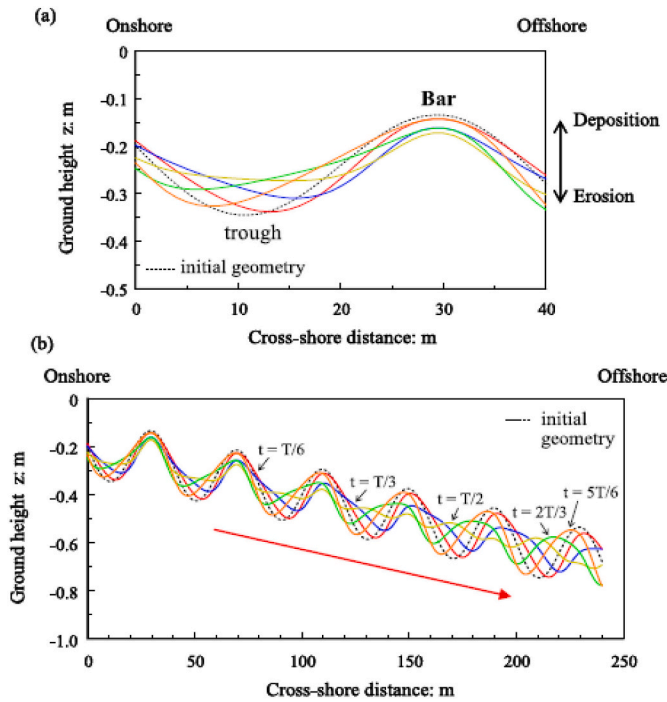 (a)
Onshore
Offshore
0
-0.1
-0.2
-0.3
-0.4
-0.5
Ground height z: m
Bar
trough
initial geometry
Deposition
Erosion
0
10
20
30
40
Cross-shore distance: m
(b)
Onshore
Offshore
0
-0.2
-0.4
-0.6
-0.8
-1.0
Ground height z: m
initial
geometry
t = T/6
t = T/3
t = T/2
t = 2T/3
t = 5T/6
0
50
100
150
200
250
Cross-shore distance: m